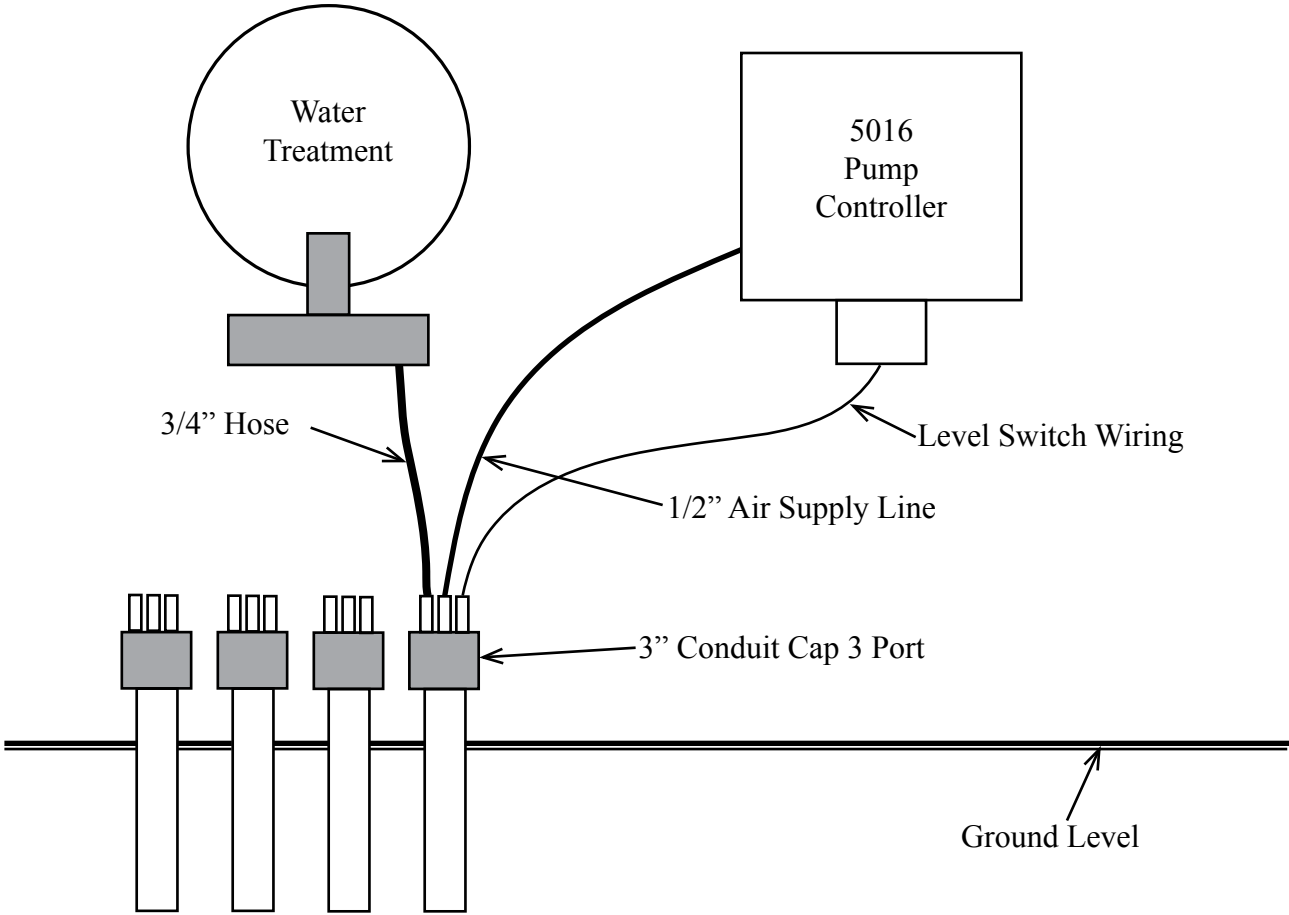 Water
Treatment
5016
Pump
Controller
3/4” Hose
Level Switch Wiring
1/2” Air Supply Line
3” Conduit Cap 3 Port
Ground Level